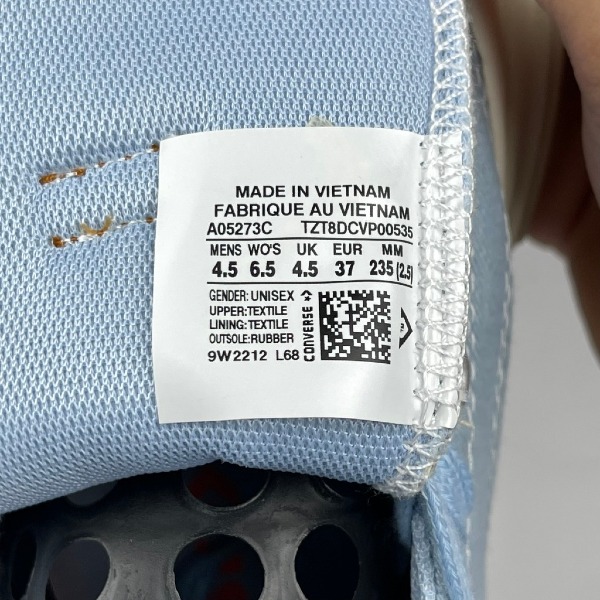 MADE IN VIETNAM
FABRIQUE AU VIETNAM
A05273C TZT8DCVP00535
MENS WO'S UK EUR MM
4.5 6.5 4.5 37 235 (2.5)
GENDER: UNISEX
UPPER:TEXTILE
LINING:TEXTILE
OUTSOLE:RUBBER
9W2212 L68
CONVERSE